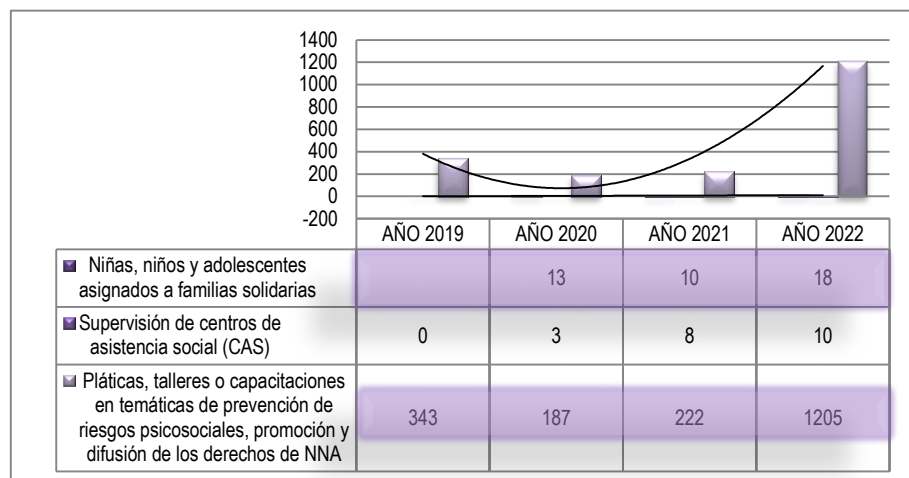 1400
1200
1000
800
600
400
200
0
-200
AÑO 2019 AÑO 2020 AÑO 2021 AÑO 2022
Niñas, niños y adolescentes
asignados a familias solidarias
13 10 18
Supervisión de centros de
asistencia social (CAS)
0 3 8 10
Pláticas, talleres o capacitaciones
en temáticas de prevención de
riesgos psicosociales, promoción y
difusión de los derechos de NNA
343 187 222 1205